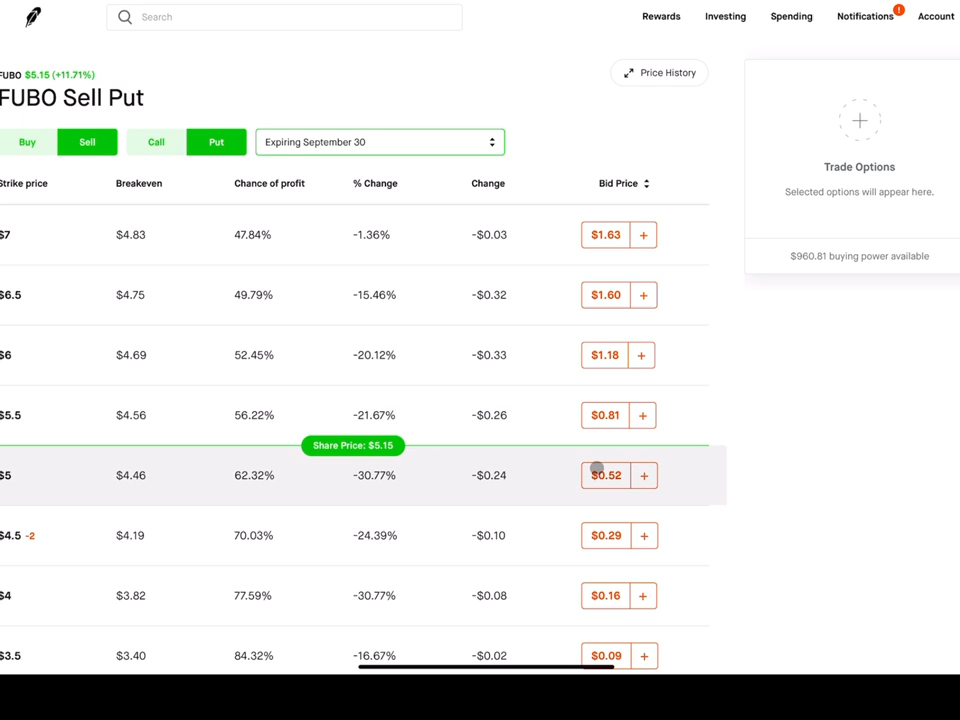 Search
Rewards
Investing
Spending
Notifications
!
Account
FUBO $5.15 (+11.71%)
FUBO Sell Put
Price History
Buy
Sell
Call
Put
Expiring September 30
Strike price Breakeven Chance of profit % Change Change Bid Price
$7 $4.83 47.84% -1.36% -$0.03 $1.63 +
$6.5 $4.75 49.79% -15.46% -$0.32 $1.60 +
$6 $4.69 52.45% -20.12% -$0.33 $1.18 +
$5.5 $4.56 56.22% -21.67% -$0.26 $0.81 +
Share Price: $5.15
$5 $4.46 62.32% -30.77% -$0.24 $0.52 +
$4.5 -2 $4.19 70.03% -24.39% -$0.10 $0.29 +
$4 $3.82 77.59% -30.77% -$0.08 $0.16 +
$3.5 $3.40 84.32% -16.67% -$0.02 $0.09 +
Trade Options
Selected options will appear here.
$960.81 buying power available